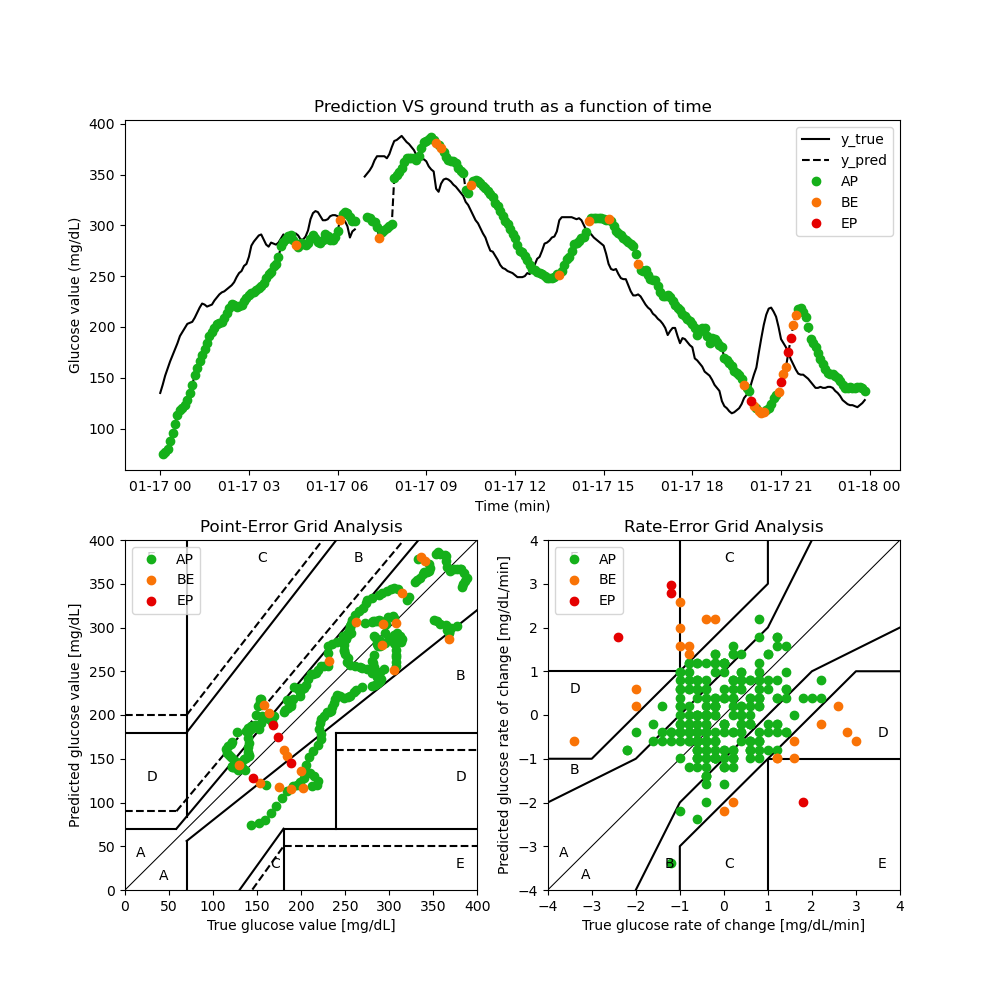 Prediction VS ground truth as a function of time
Glucose value (mg/dL)
400
350
300
250
200
150
100
y_true
y_pred
AP
BE
EP
01-17 00
01-17 03
01-17 06
01-17 09
01-17 12
01-17 15
01-17 18
01-17 21
01-18 00
Time (min)
Point-Error Grid Analysis
Predicted glucose value [mg/dL]
400
350
300
250
200
150
100
50
0
AP
BE
EP
C
B
B
D
D
A
A
C
E
0
50
100
150
200
250
300
350
400
True glucose value [mg/dL]
Rate-Error Grid Analysis
Predicted glucose rate of change [mg/dL/min]
4
3
2
1
0
−1
−2
−3
−4
AP
BE
EP
C
D
D
B
A
A
B
C
E
−4
−3
−2
−1
0
1
2
3
4
True glucose rate of change [mg/dL/min]